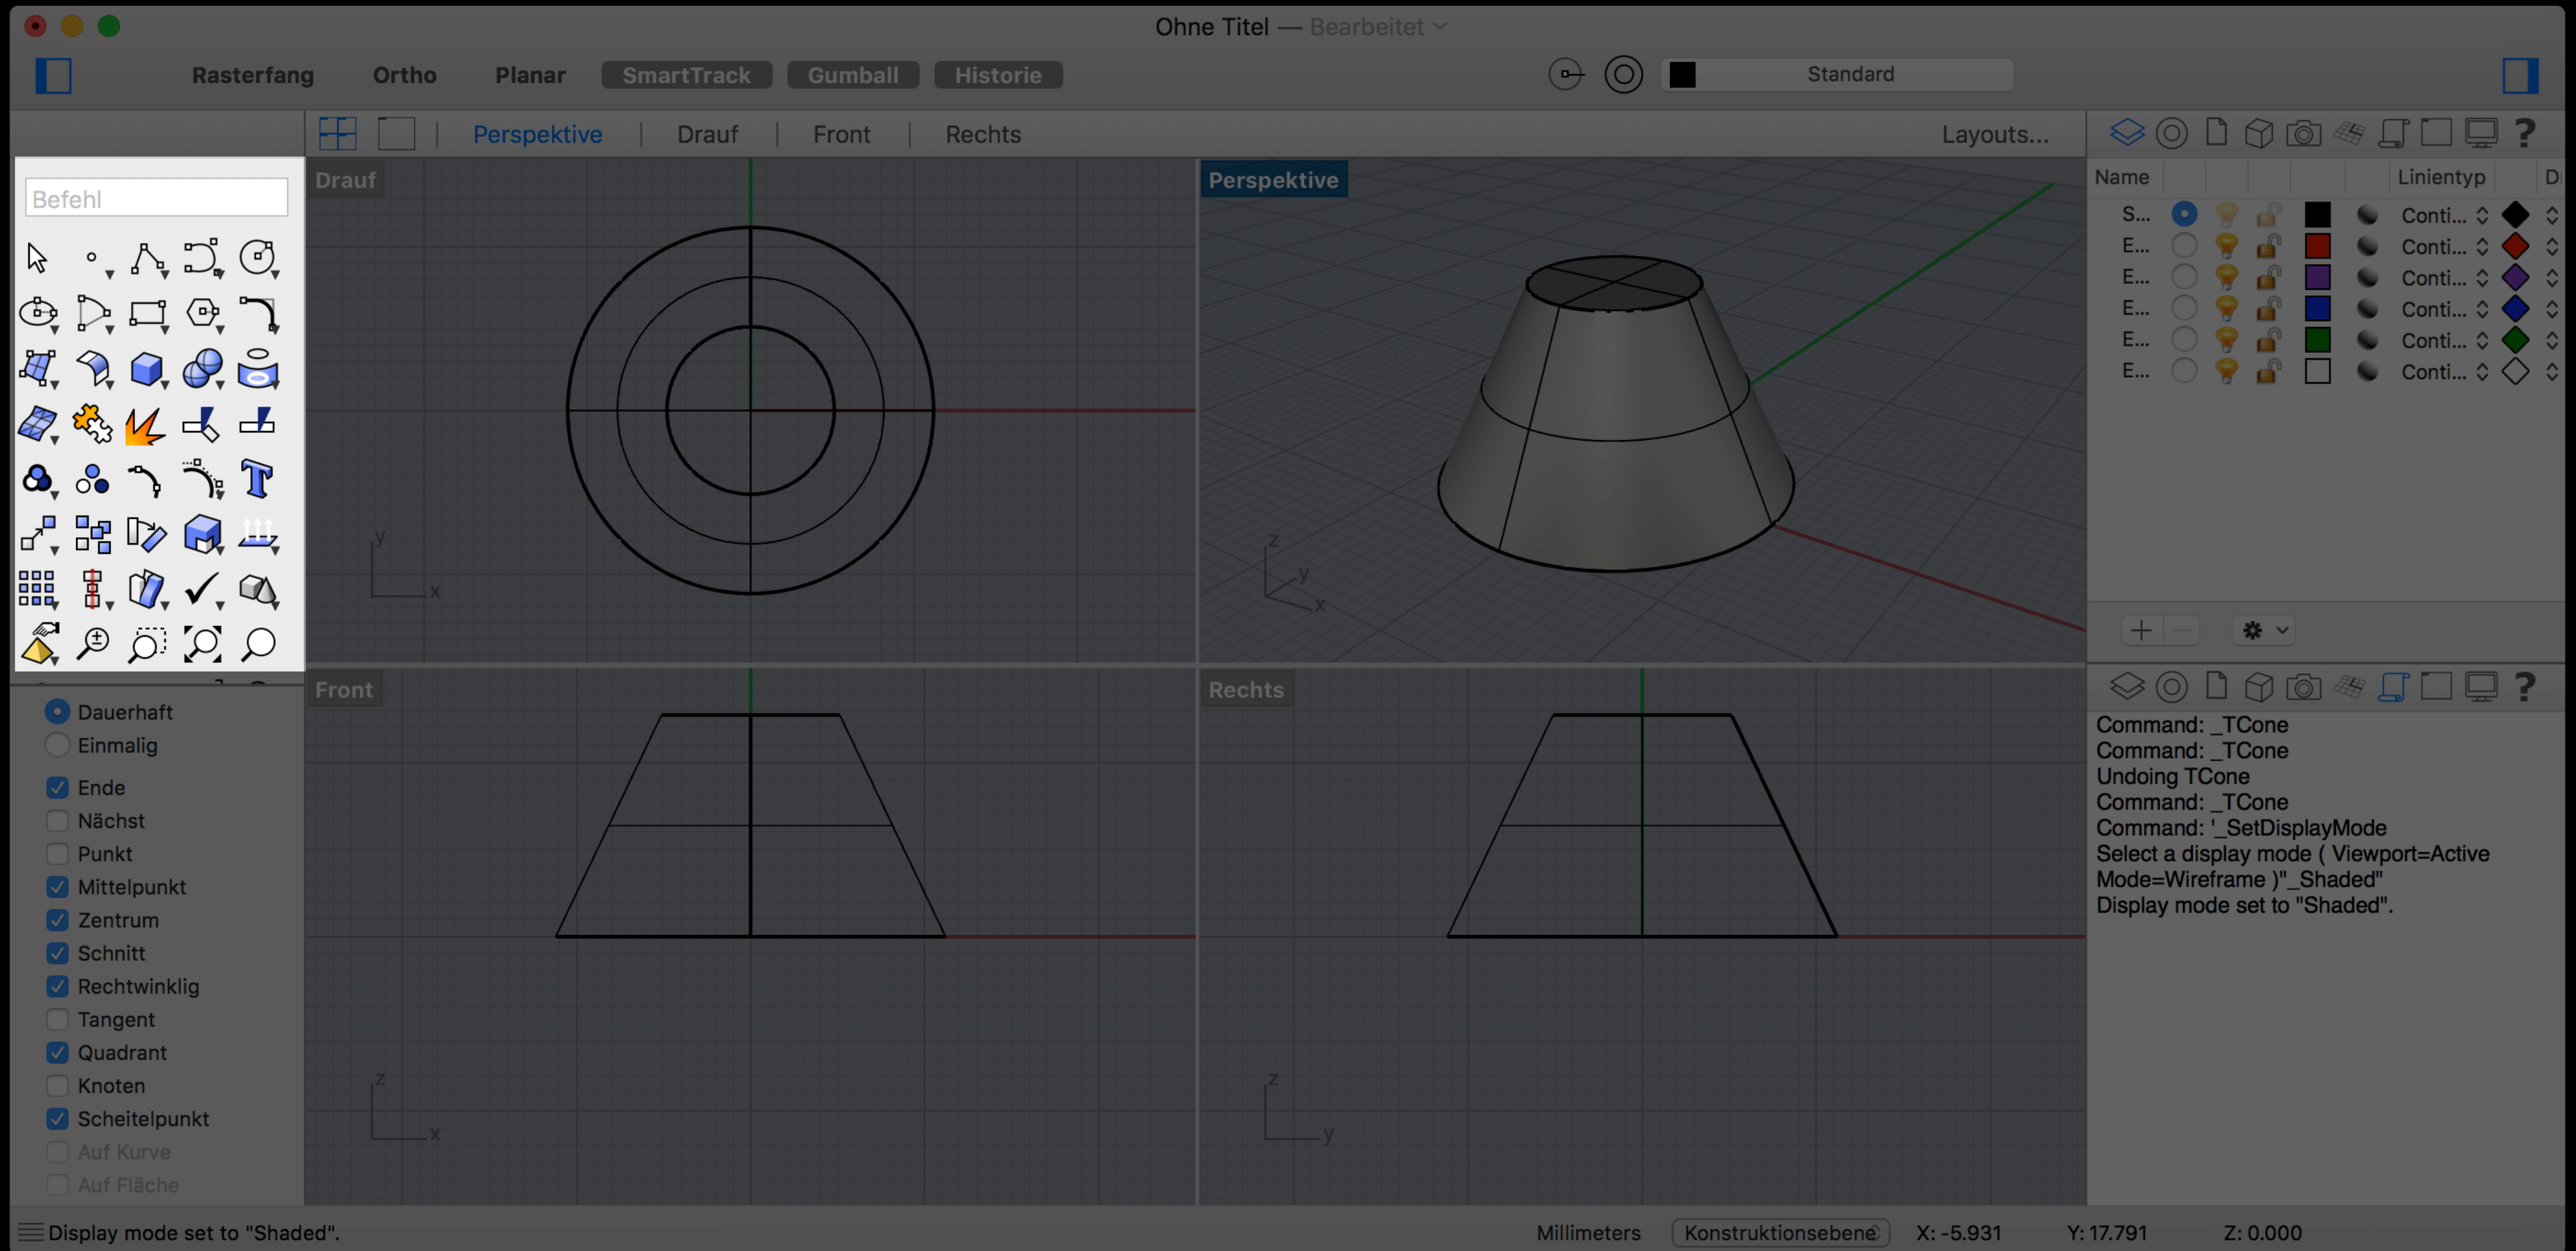 Ohne Titel — Bearbeitet
Rasterfang Ortho Planar SmartTrack Gumball Historie Standard
Perspektive Drauf Front Rechts Layouts...
Befehl
Drauf
y
x
Perspektive
z
y
x
Name Linientyp D
S... Conti...
E... Conti...
E... Conti...
E... Conti...
E... Conti...
E... Conti...
Dauerhaft
Einmalig
Ende
Nächst
Punkt
Mittelpunkt
Zentrum
Schnitt
Rechtwinklig
Tangent
Quadrant
Knoten
Scheitelpunkt
Auf Kurve
Auf Fläche
Front
z
x
Rechts
z
y
Command: _TCone
Command: _TCone
Undoing TCone
Command: _TCone
Command: '_SetDisplayMode
Select a display mode ( Viewport=Active
Mode=Wireframe )"_Shaded"
Display mode set to "Shaded".
Display mode set to "Shaded". Millimeters Konstruktionsebene X: -5.931 Y: 17.791 Z: 0.000